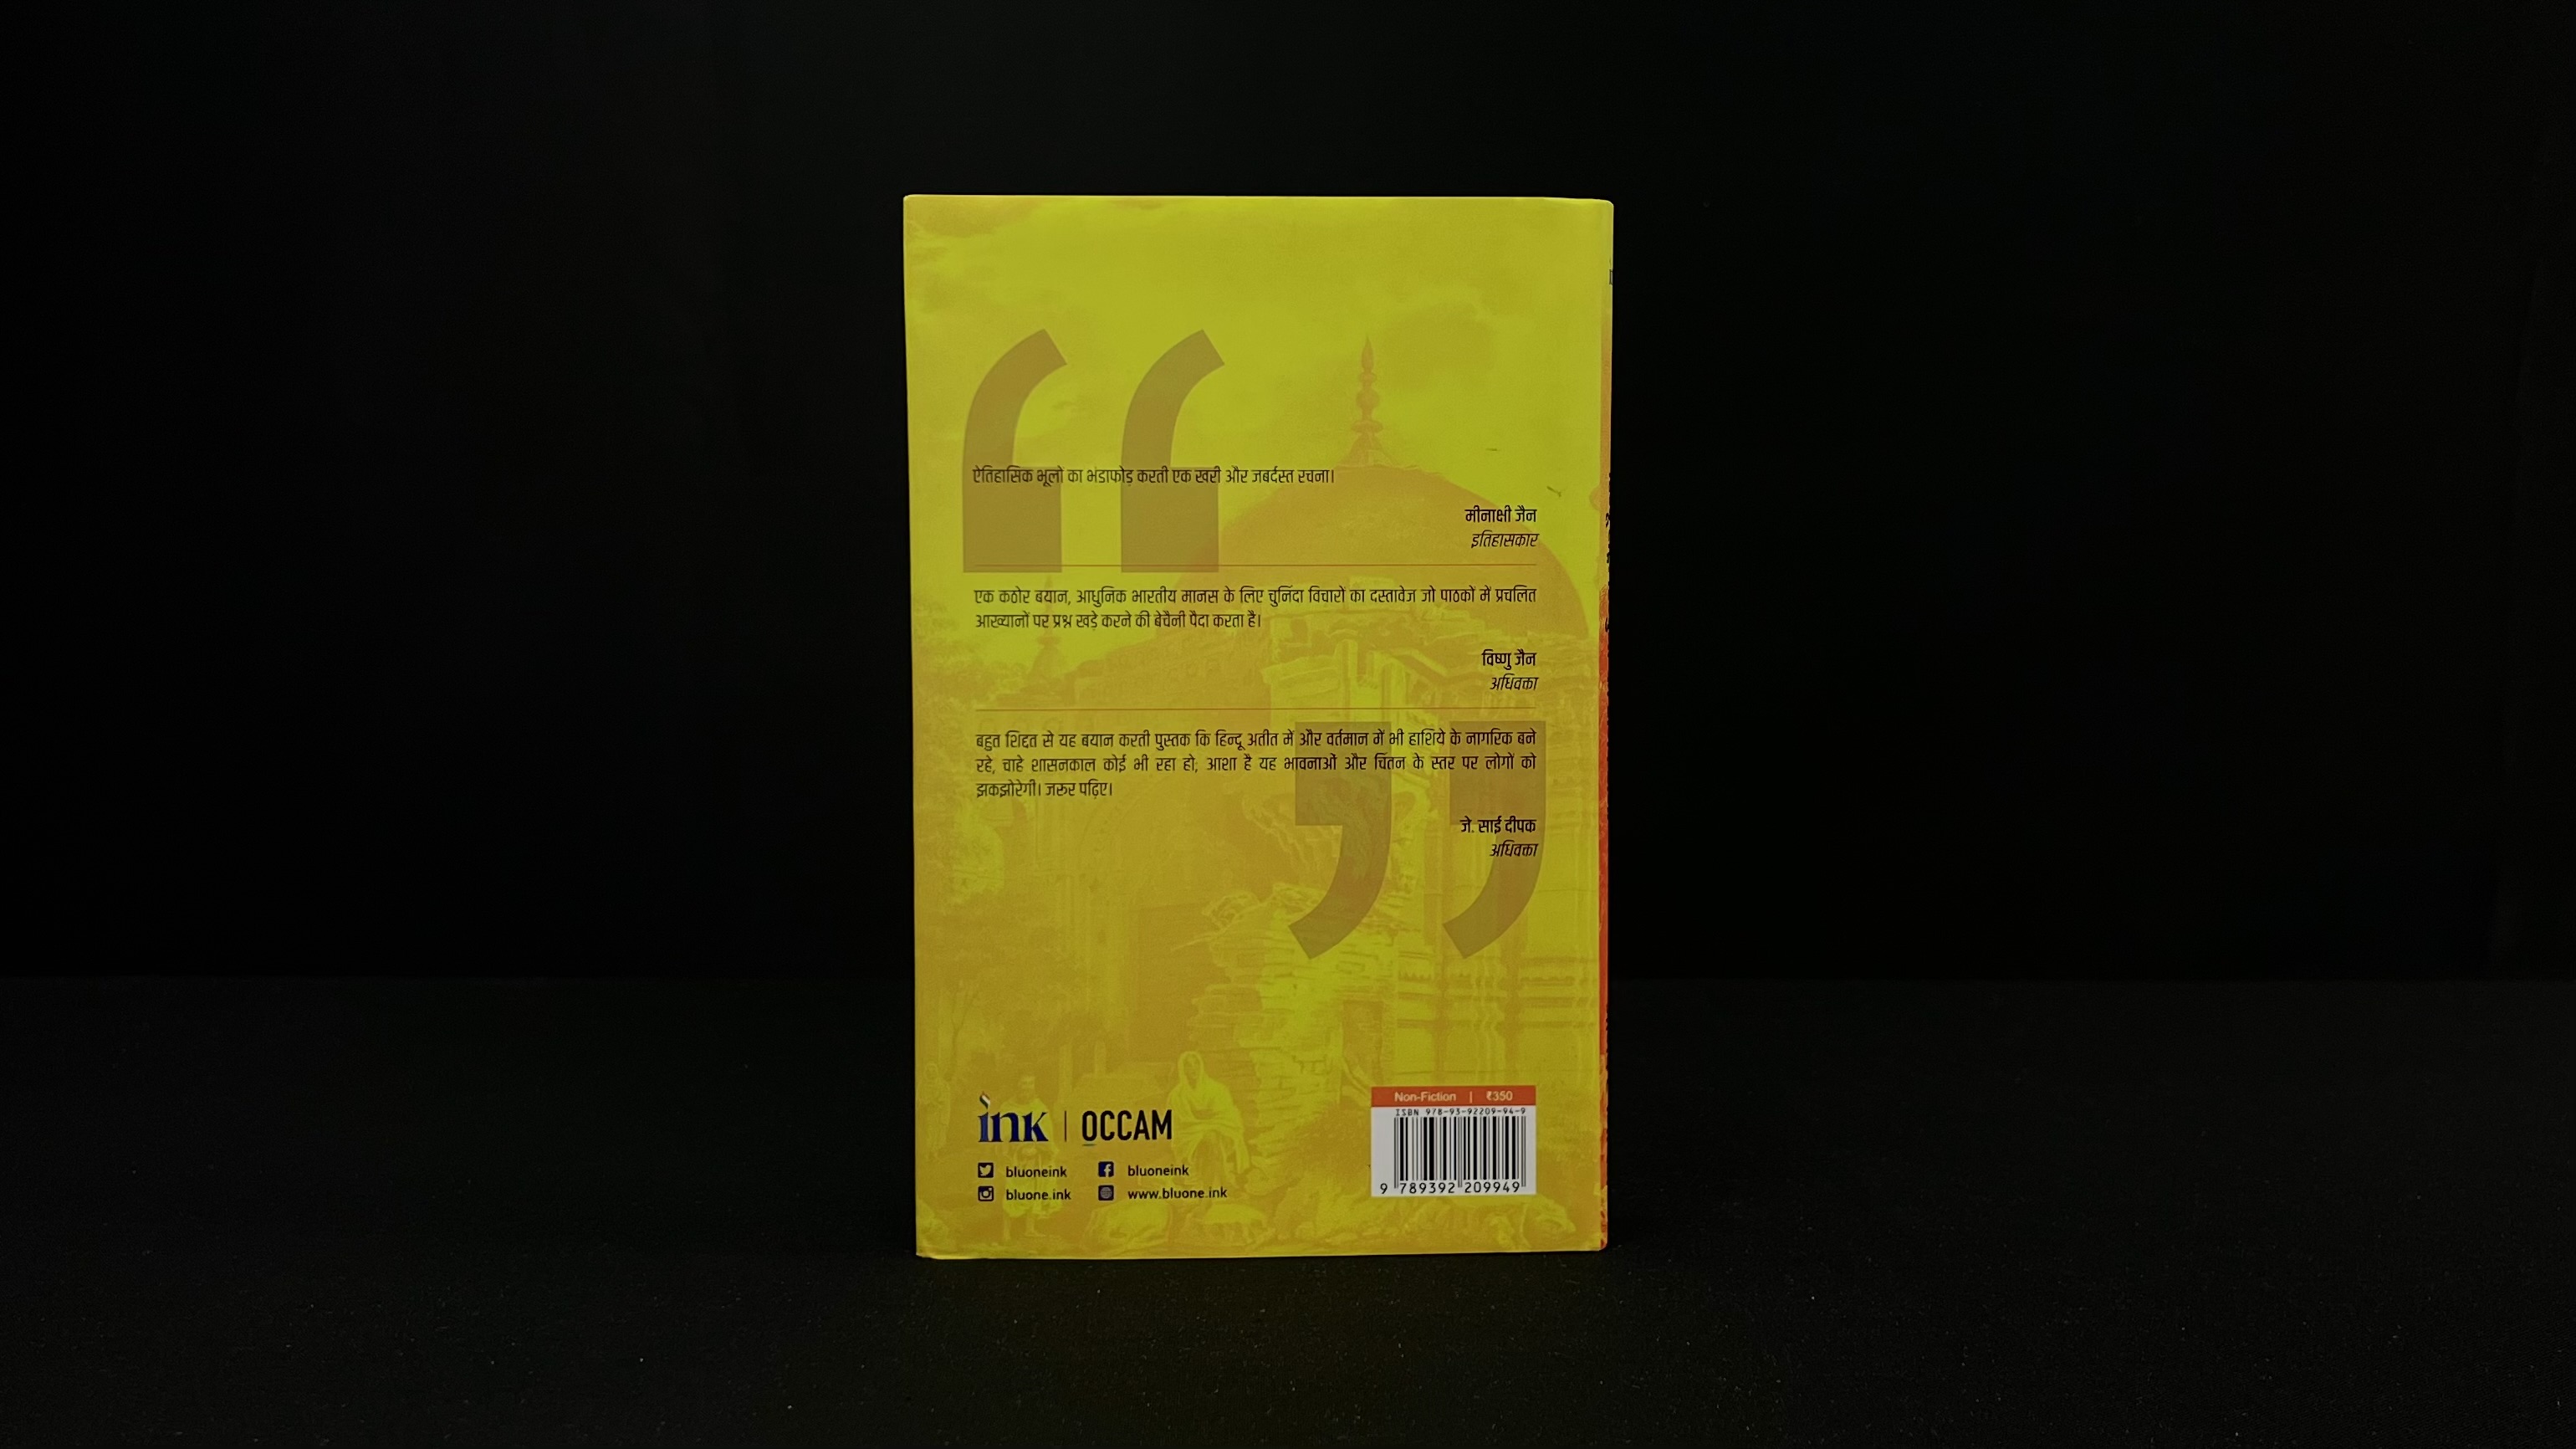 ऐतिहासिक भूलों का भंडाफोड़ करती एक खरी और जबर्दस्त रचना।
मीनाक्षी जैन
इतिहासकार
एक कठोर बयान, आधुनिक भारतीय मानस के लिए चुनिंदा विचारों का दस्तावेज जो पाठकों में प्रचलित
आख्यानों पर प्रश्न खड़े करने की बेचैनी पैदा करता है।
विष्णु जैन
अधिवक्ता
बहुत शिद्दत से यह बयान करती पुस्तक कि हिन्दू अतीत में और वर्तमान में भी हाशिये के नागरिक बने
रहे, चाहे शासनकाल कोई भी रहा हो; आशा है यह भावनाओं और चिंतन के स्तर पर लोगों को
झकझोरेगी। जरूर पढ़िए।
जे. साई दीपक
अधिवक्ता
ink | OCCAM
bluoneink bluoneink
bluone.ink www.bluone.ink
Non-Fiction | ₹350
ISBN 978-93-92209-94-9
9 789392 209949